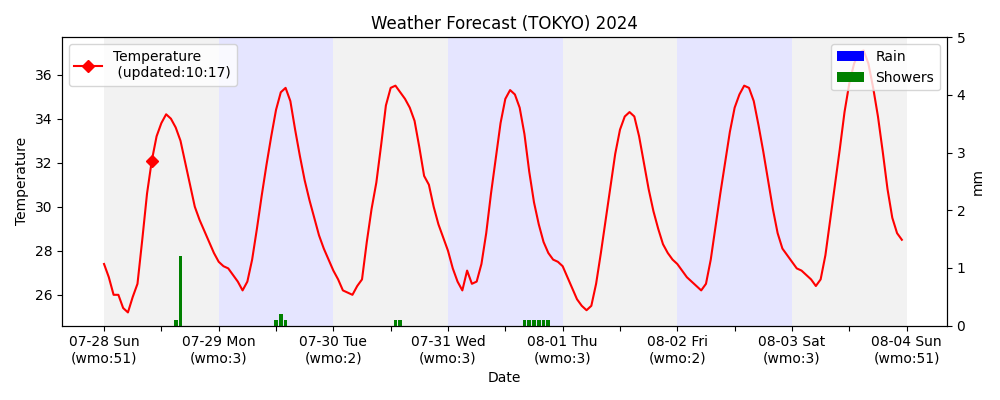 Weather Forecast (TOKYO) 2024
Temperature
(updated:10:17)
Rain
Showers
Temperature
36
34
32
30
28
26
5
4
3
2
1
0
mm
07-28 Sun
(wmo:51)
07-29 Mon
(wmo:3)
07-30 Tue
(wmo:2)
07-31 Wed
(wmo:3)
08-01 Thu
(wmo:3)
08-02 Fri
(wmo:2)
08-03 Sat
(wmo:3)
08-04 Sun
(wmo:51)
Date